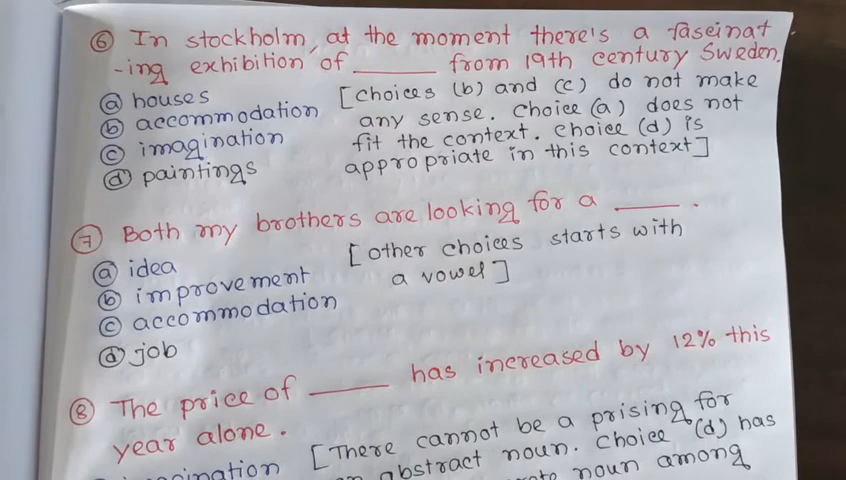 ⑥ In stockholm, at the moment there's a faseinat
-ing exhibition of ______ from 19th century Sweden.
ⓐ houses [choices (b) and (c) do not make
ⓑ accommodation any sense. Choice (a) does not
ⓒ imagination fit the context. choice (d) is
ⓓ paintings appropriate in this context]
⑦ Both my brothers are looking for a ______ .
ⓐ idea [other choices starts with
ⓑ improvement a vowel]
ⓒ accommodation
ⓓ job
⑧ The price of ______ has increased by 12% this
year alone.
[There cannot be a prising for
abstract noun. Choice (d) has
noun among